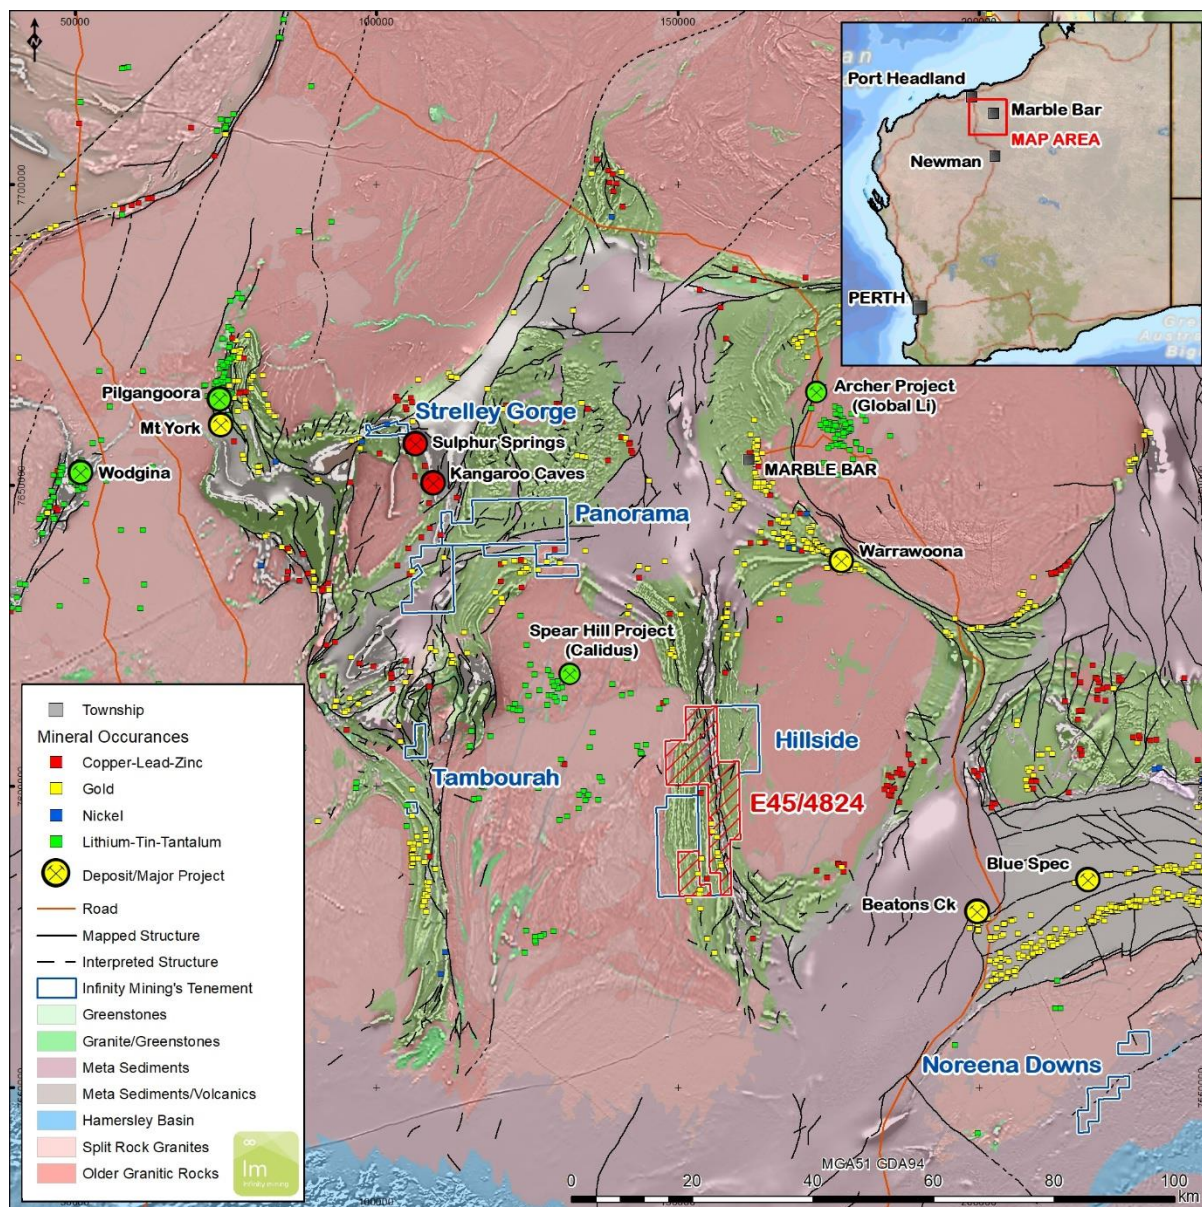 50000
100000
150000
200000
N
7700000
7650000
Port Headland
Marble Bar
MAP AREA
Newman
PERTH
Pilgangoora
Mt York
Wodgina
Strelley Gorge
Sulphur Springs
Kangaroo Caves
Panorama
Archer Project
(Global Li)
MARBLE BAR
Warrawoona
Spear Hill Project
(Calidus)
Hillside
Tambourah
E45/4824
Blue Spec
Beatons Ck
Noreena Downs
Township
Mineral Occurances
Copper-Lead-Zinc
Gold
Nickel
Lithium-Tin-Tantalum
Deposit/Major Project
Road
Mapped Structure
Interpreted Structure
Infinity Mining's Tenement
Greenstones
Granite/Greenstones
Meta Sediments
Meta Sediments/Volcanics
Hamersley Basin
Split Rock Granites
Older Granitic Rocks
Im
infinity mining
MGA51 GDA94
0 20 40 60 80 100
km